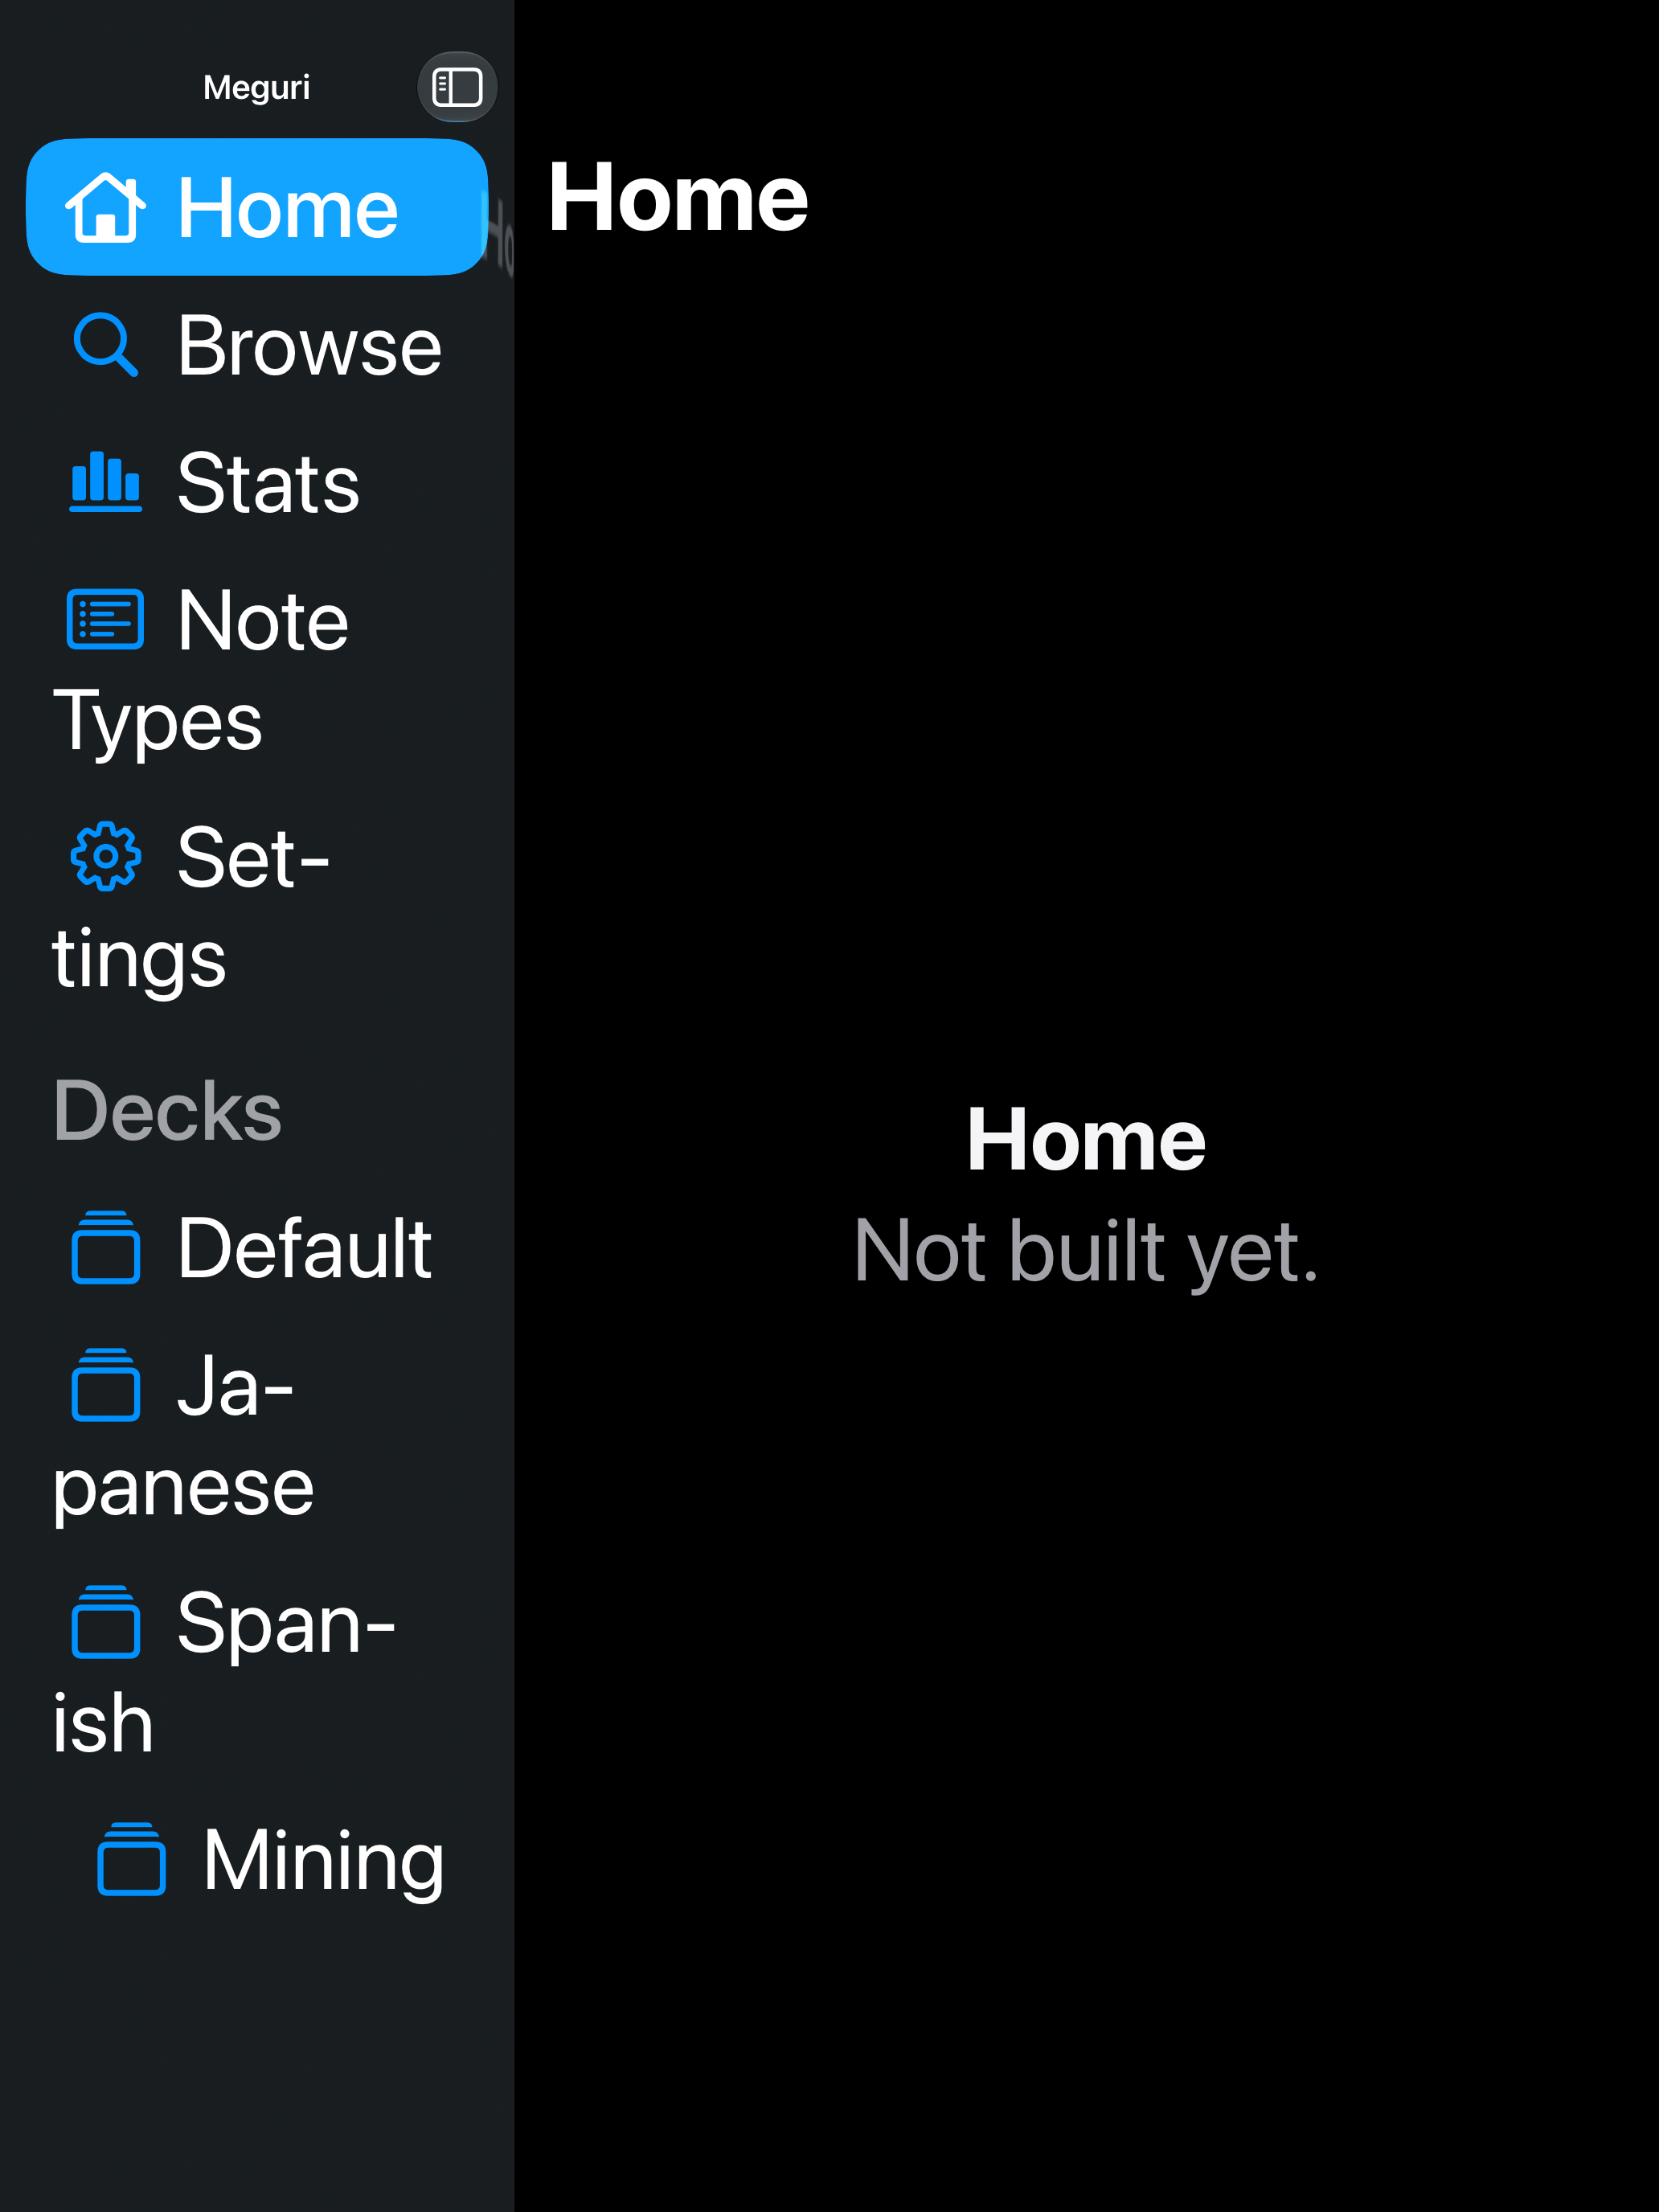 Meguri
Home
Browse
Stats
Note
Types
Set-
tings
Decks
Default
Ja-
panese
Span-
ish
Mining
Home
Home
Not built yet.